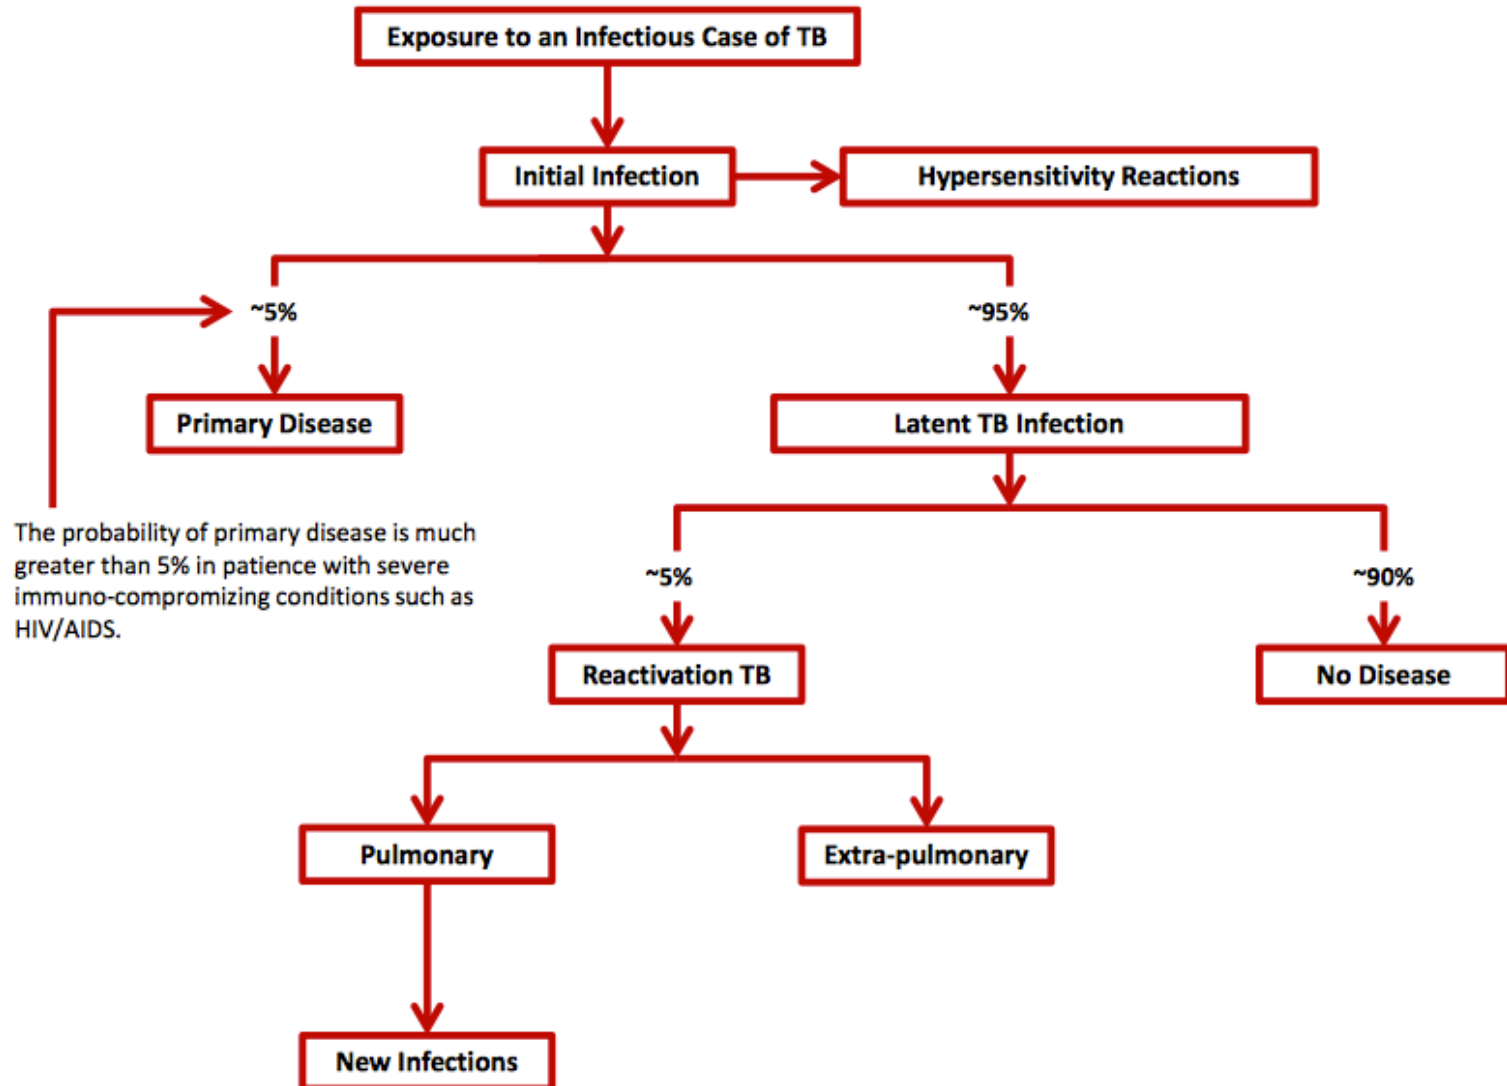 Exposure to an Infectious Case of TB
Initial Infection
Hypersensitivity Reactions
~5%
~95%
Primary Disease
Latent TB Infection
The probability of primary disease is much
greater than 5% in patience with severe
immuno-compromizing conditions such as
HIV/AIDS.
~5%
~90%
Reactivation TB
No Disease
Pulmonary
Extra-pulmonary
New Infections